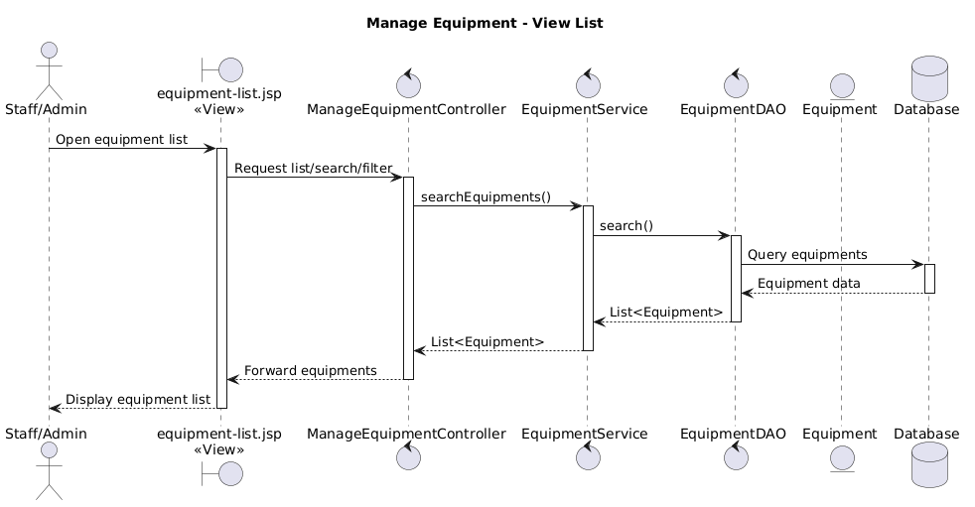 Manage Equipment - View List
Staff/Admin
equipment-list.jsp
«View»
ManageEquipmentController
EquipmentService
EquipmentDAO
Equipment
Database
Open equipment list
Request list/search/filter
searchEquipments()
search()
Query equipments
Equipment data
List<Equipment>
List<Equipment>
Forward equipments
Display equipment list
Staff/Admin
equipment-list.jsp
«View»
ManageEquipmentController
EquipmentService
EquipmentDAO
Equipment
Database